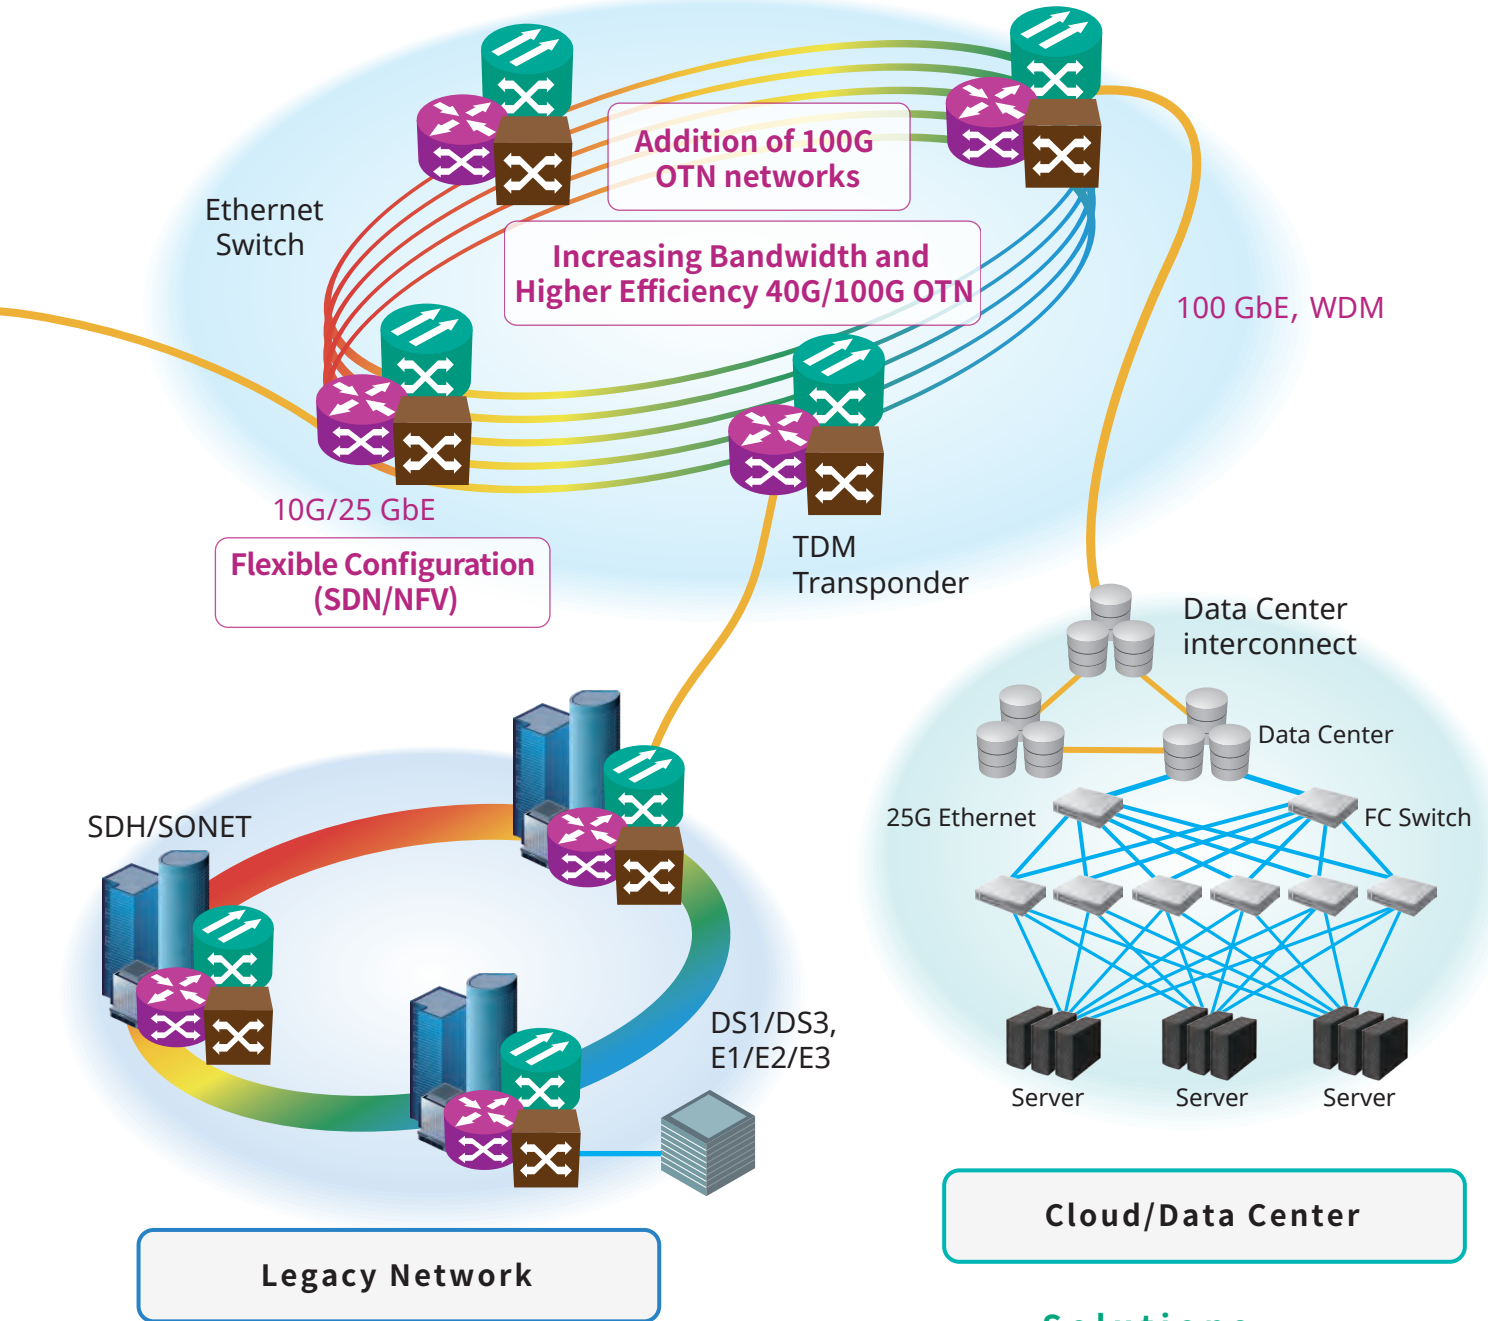 Addition of 100G
OTN networks
Ethernet
Switch
Increasing Bandwidth and
Higher Efficiency 40G/100G OTN
100 GbE, WDM
10G/25 GbE
Flexible Configuration
(SDN/NFV)
TDM
Transponder
Data Center
interconnect
Data Center
25G Ethernet
FC Switch
SDH/SONET
DS1/DS3,
E1/E2/E3
Server
Server
Server
Cloud/Data Center
Legacy Network
Solutions